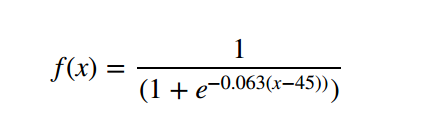 f(x) = 1 / (1 + e^{-0.063(x-45))})